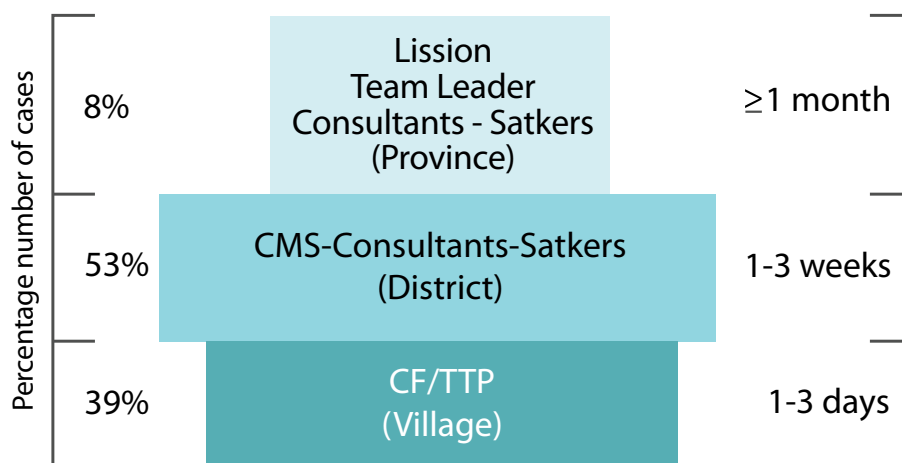 Percentage number of cases
8%
Lission
Team Leader
Consultants - Satkers
(Province)
≥1 month
53%
CMS-Consultants-Satkers
(District)
1-3 weeks
39%
CF/TTP
(Village)
1-3 days